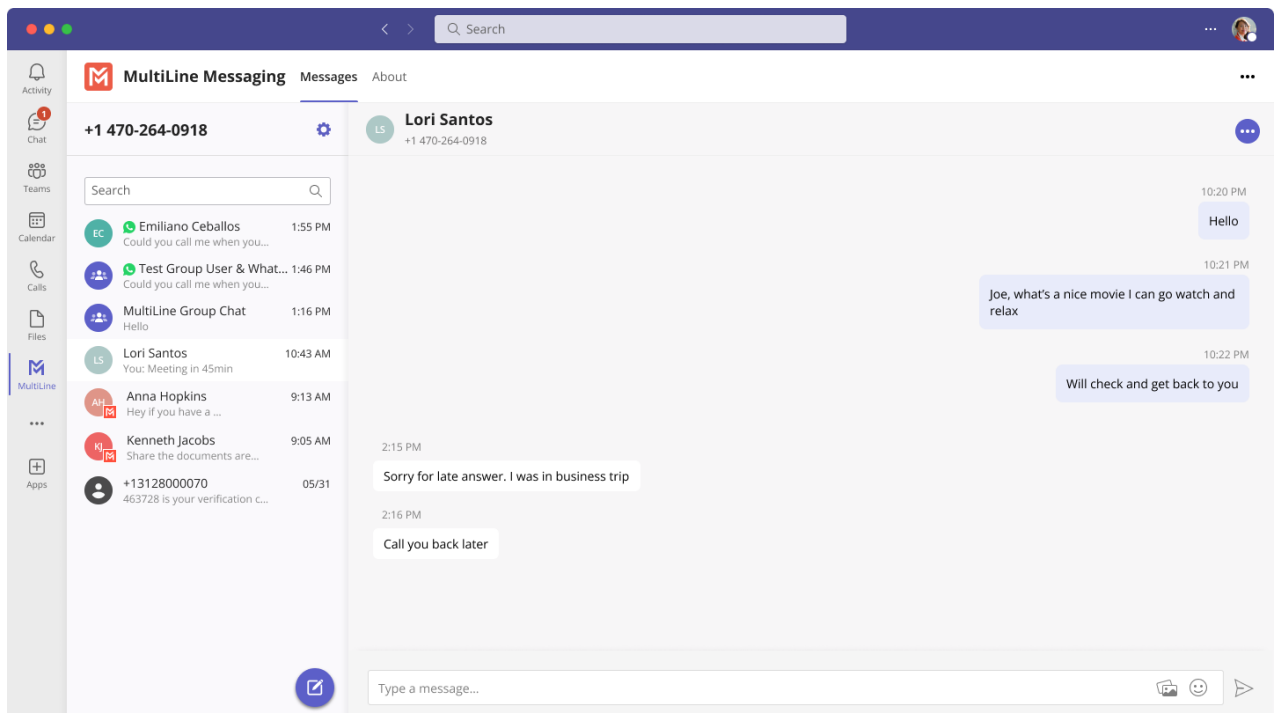 Search
Activity
1
Chat
Teams
Calendar
Calls
Files
MultiLine
Apps
MultiLine Messaging Messages About
+1 470-264-0918
Search
EC Emiliano Ceballos 1:55 PM
Could you call me when you...
Test Group User & What... 1:46 PM
Could you call me when you...
MultiLine Group Chat 1:16 PM
Hello
LS Lori Santos 10:43 AM
You: Meeting in 45min
AH Anna Hopkins 9:13 AM
Hey if you have a ...
KJ Kenneth Jacobs 9:05 AM
Share the documents are...
+13128000070 05/31
463728 is your verification c...
LS Lori Santos
+1 470-264-0918
10:20 PM
Hello
10:21 PM
Joe, what's a nice movie I can go watch and
relax
10:22 PM
Will check and get back to you
2:15 PM
Sorry for late answer. I was in business trip
2:16 PM
Call you back later
Type a message...